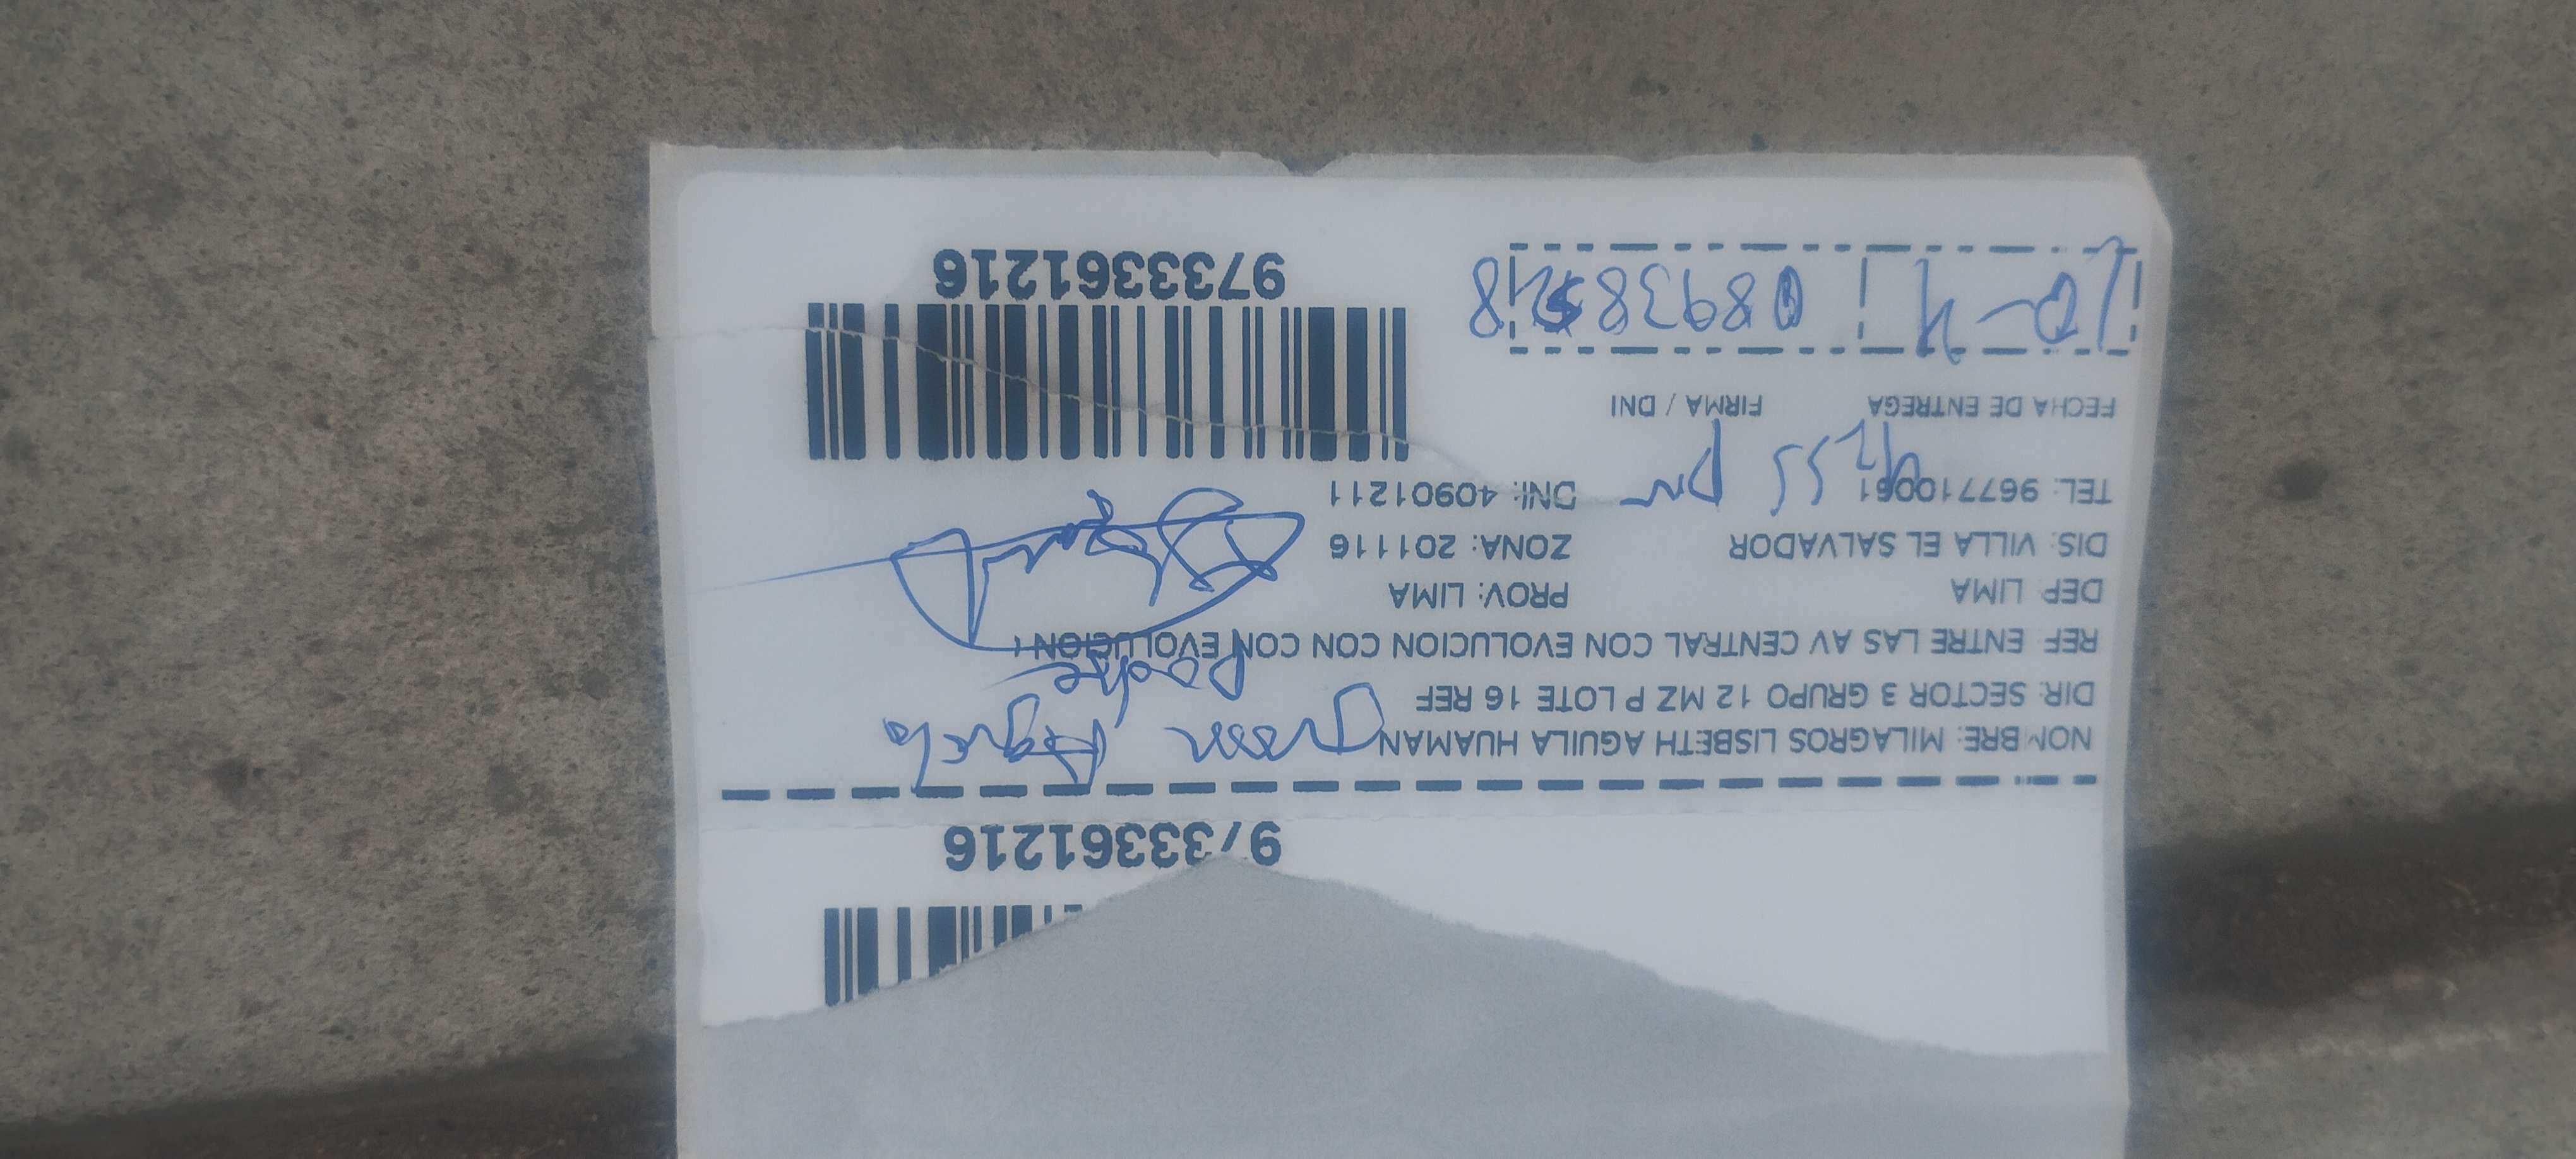 9733361216
NOMBRE: MILAGROS LISBETH AGUILA HUAMAN
Aguila
DIR: SECTOR 3 GRUPO 12 MZ P LOTE 16 REF
Padre
REF: ENTRE LAS AV CENTRAL CON EVOLUCION CON CON EVOLUCION (
DEP: LIMA PROV: LIMA
DIS: VILLA EL SALVADOR ZONA: 201116
TEL: 967710061 DNI: 40901211
FECHA DE ENTREGA FIRMA / DNI
9733361216